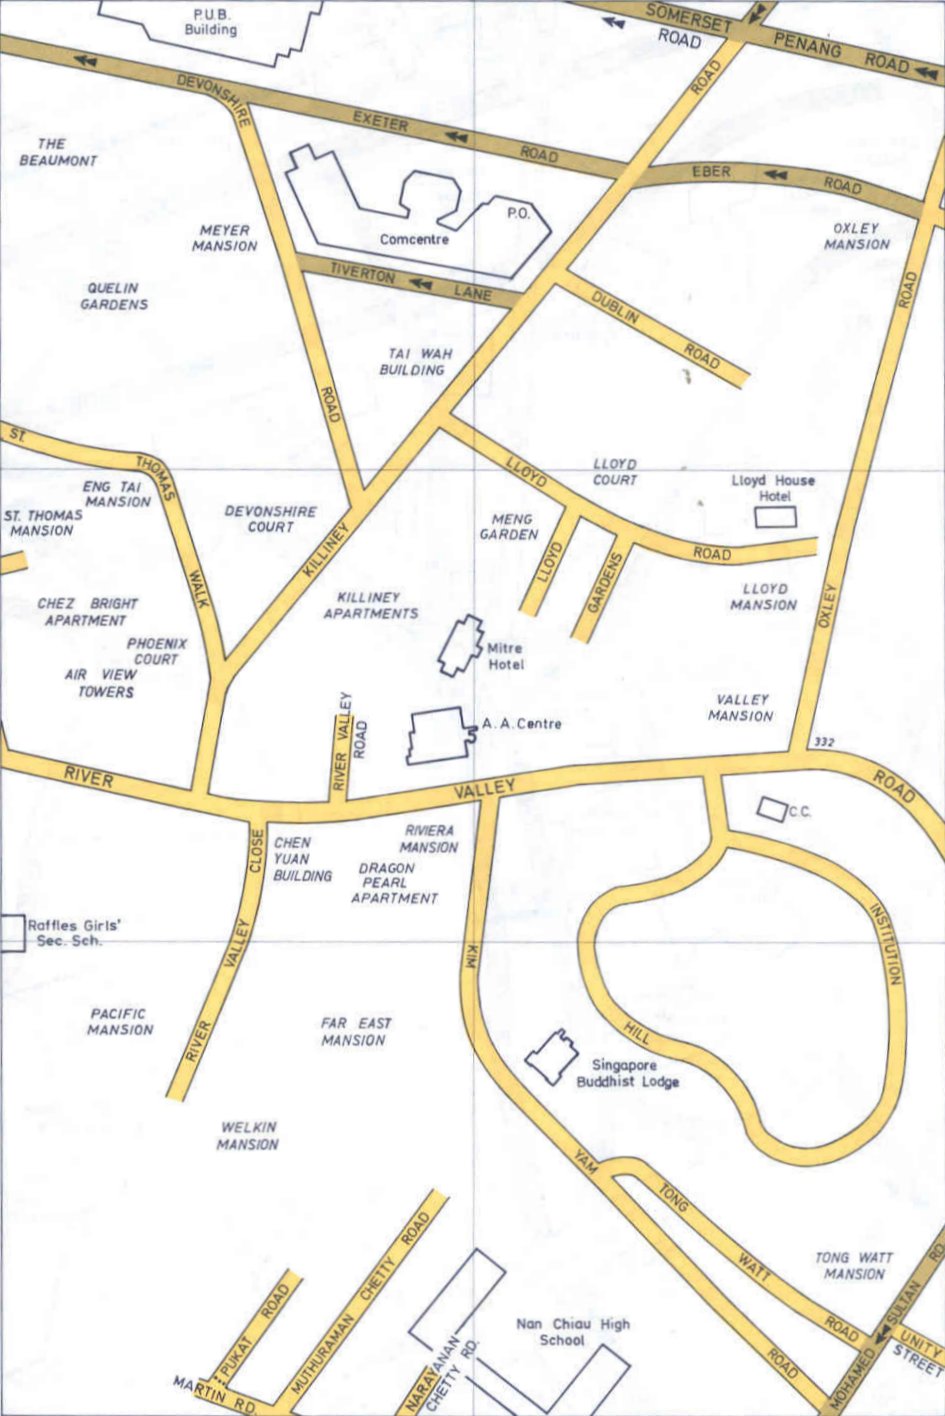 P.U.B.
Building
SOMERSET
ROAD
PENANG ROAD
ROAD
DEVONSHIRE
EXETER
ROAD
EBER
ROAD
THE
BEAUMONT
P.O.
Comcentre
MEYER
MANSION
OXLEY
MANSION
TIVERTON LANE
QUELIN
GARDENS
DUBLIN
ROAD
ROAD
TAI WAH
BUILDING
ROAD
ST.
THOMAS
WALK
LLOYD
LLOYD
COURT
Lloyd House
Hotel
ENG TAI
MANSION
ST. THOMAS
MANSION
DEVONSHIRE
COURT
KILLINEY
MENG
GARDEN
LLOYD
GARDENS
ROAD
CHEZ BRIGHT
APARTMENT
KILLINEY
APARTMENTS
LLOYD
MANSION
OXLEY
PHOENIX
COURT
AIR VIEW
TOWERS
Mitre
Hotel
RIVER VALLEY
ROAD
A.A.Centre
VALLEY
MANSION
332
RIVER
VALLEY
ROAD
C.C.
CLOSE
CHEN
YUAN
BUILDING
RIVIERA
MANSION
DRAGON
PEARL
APARTMENT
Raffles Girls'
Sec. Sch.
VALLEY
KIM
INSTITUTION
PACIFIC
MANSION
RIVER
FAR EAST
MANSION
HILL
Singapore
Buddhist Lodge
WELKIN
MANSION
YAM
TONG
WATT
ROAD
TONG WATT
MANSION
MUTHURAMAN CHETTY ROAD
PUKAT ROAD
MARTIN RD.
NARAYANAN
CHETTY RD.
Nan Chiau High
School
ROAD
MOHAMED SULTAN RD.
UNITY
STREET